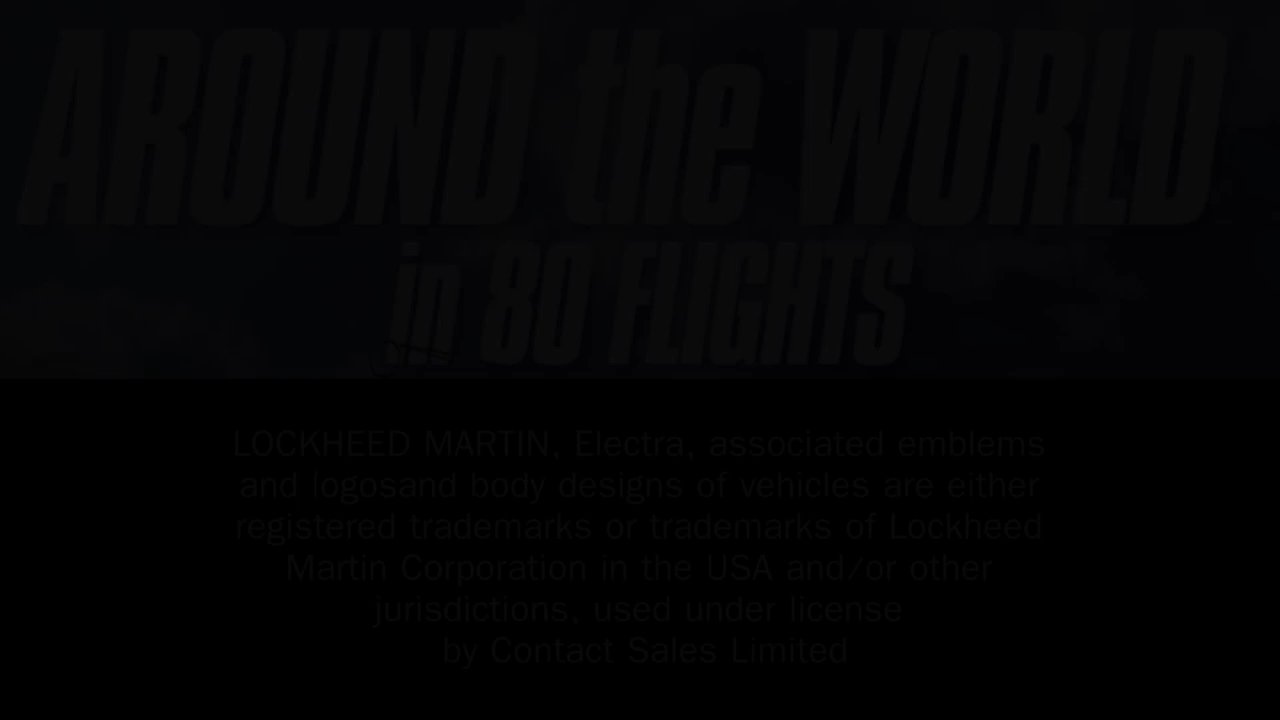 AROUND the WORLD
in 80 FLIGHTS
LOCKHEED MARTIN, Electra, associated emblems
and logosand body designs of vehicles are either
registered trademarks or trademarks of Lockheed
Martin Corporation in the USA and/or other
jurisdictions, used under license
by Contact Sales Limited